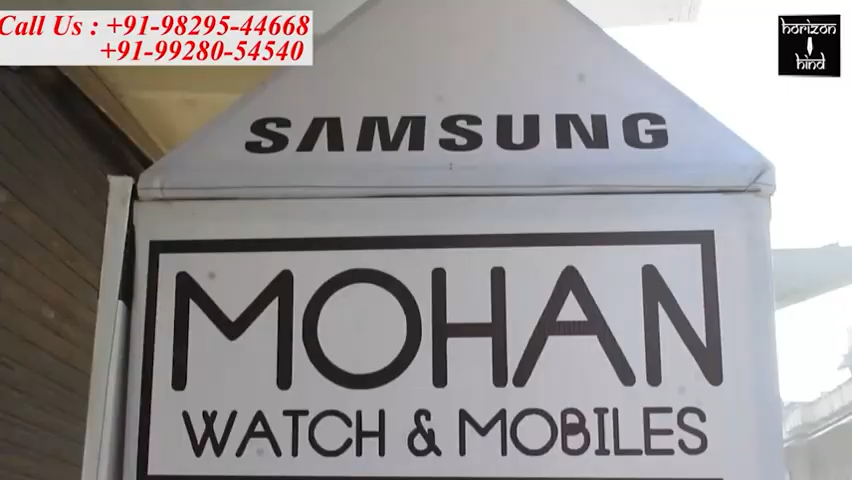 Call Us : +91-98295-44668
+91-99280-54540
horizon
hind
SAMSUNG
MOHAN
WATCH & MOBILES